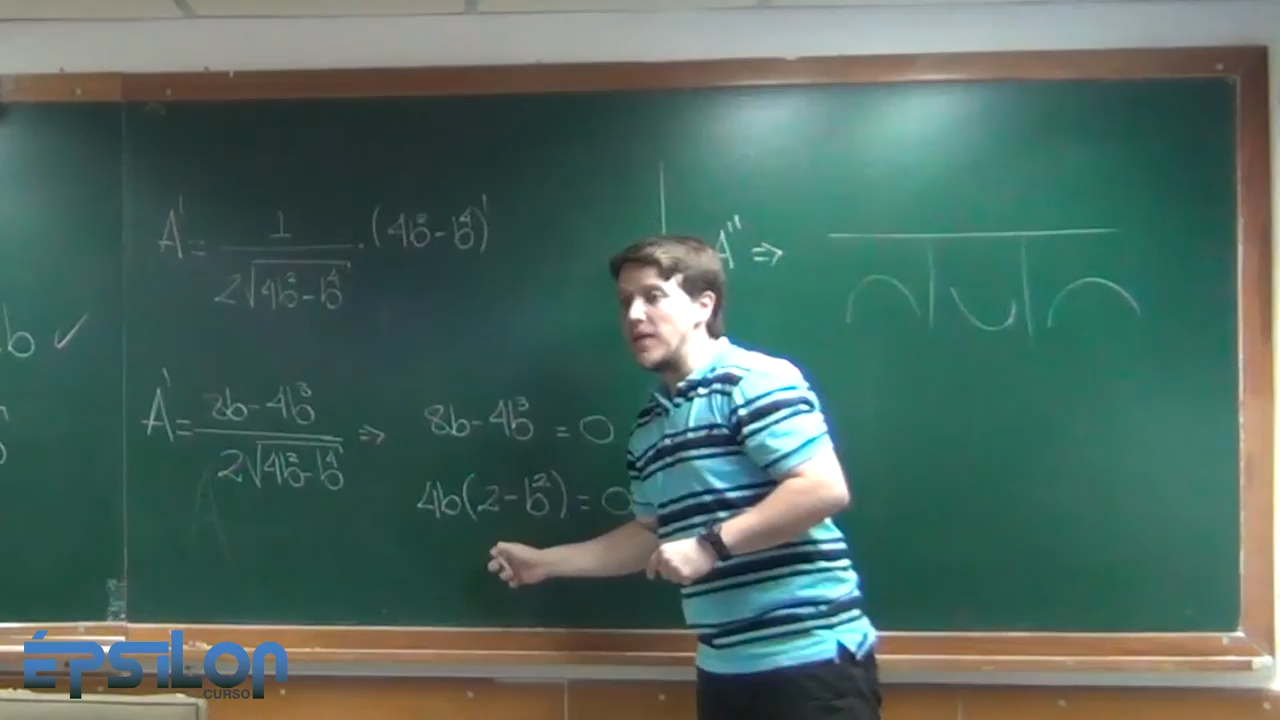 A' = 1 / 2√(4b² - b⁴) · (4b² - b⁴)'
A'' ⇒
b ✓
A' = 8b - 4b³ / 2√(4b² - b⁴) ⇒ 8b - 4b³ = 0
4b(2 - b²) = 0
EPSILON
CURSO